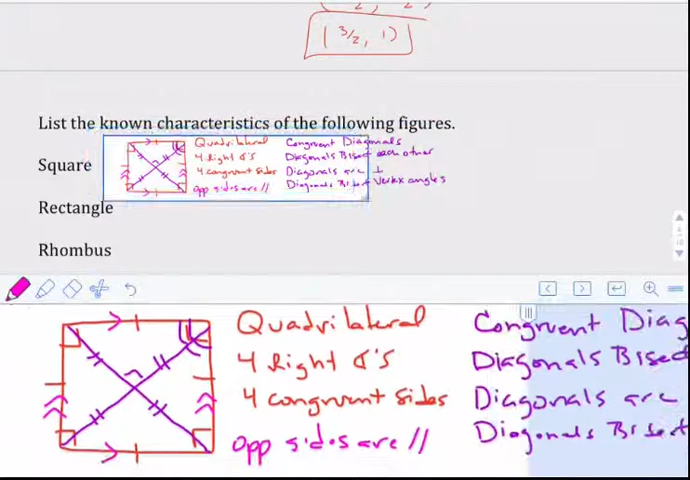 ( 3/2, 1 )
List the known characteristics of the following figures.
Quadrilateral Congruent Diagonals
4 Right ∠'s Diagonals Bisect each other
Square
4 congruent sides Diagonals are ⊥
opp sides are // Diagonals Bisect Vertex angles
Rectangle
Rhombus
Quadrilateral Congruent Diag
4 Right ∠'s Diagonals Bisect
4 congruent sides Diagonals are
opp sides are // Diagonals Bisect